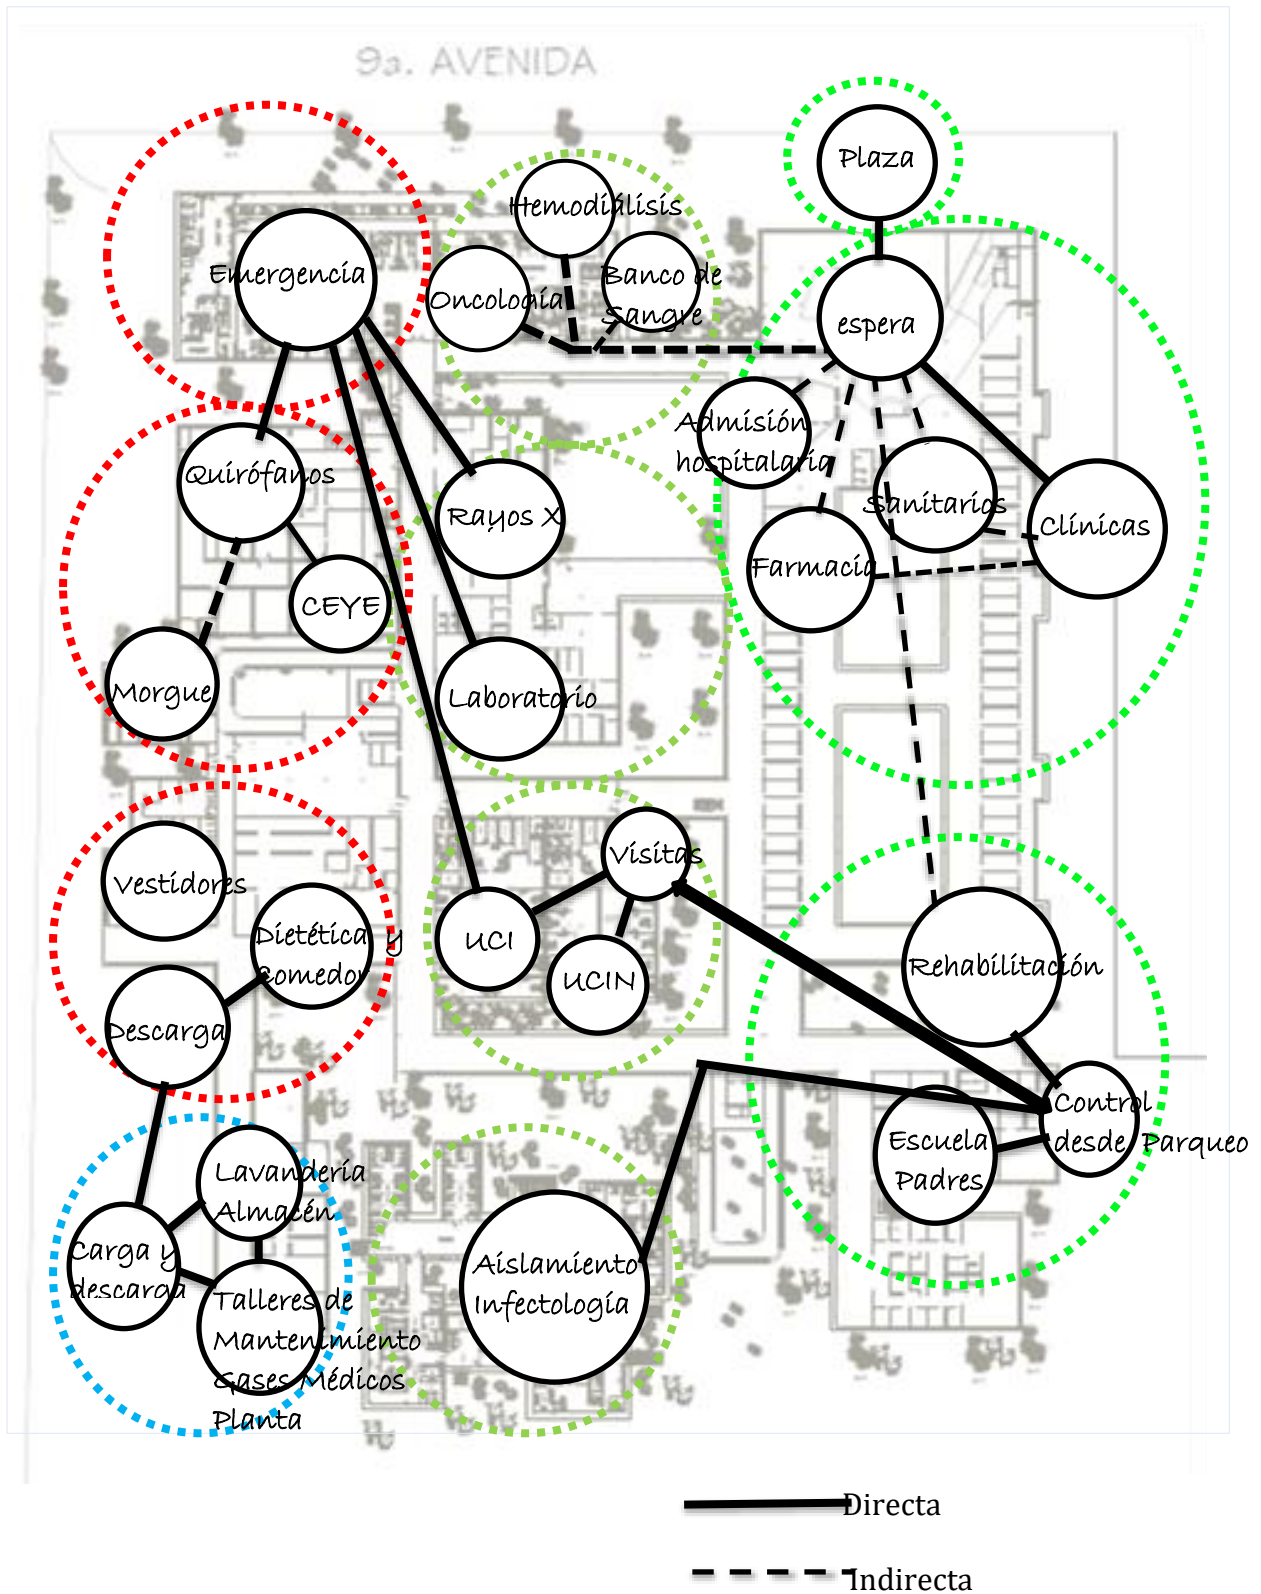 9a. AVENIDA
Plaza
Hemodiálisis
Emergencia
Oncología
Banco de
Sangre
espera
Admisión
hospitalaria
Quirófanos
Rayos X
Sanitarios
Clínicas
Farmacia
CEYE
Morgue
Laboratorio
Visitas
Vestidores
Dietética y
comedor
UCI
UCIN
Rehabilitación
Descarga
Control
desde Parqueo
Escuela
Padres
Lavandería
Almacén
Carga y
descarga
Aislamiento
Infectología
Talleres de
Mantenimiento
Gases Médicos
Planta
Directa
Indirecta